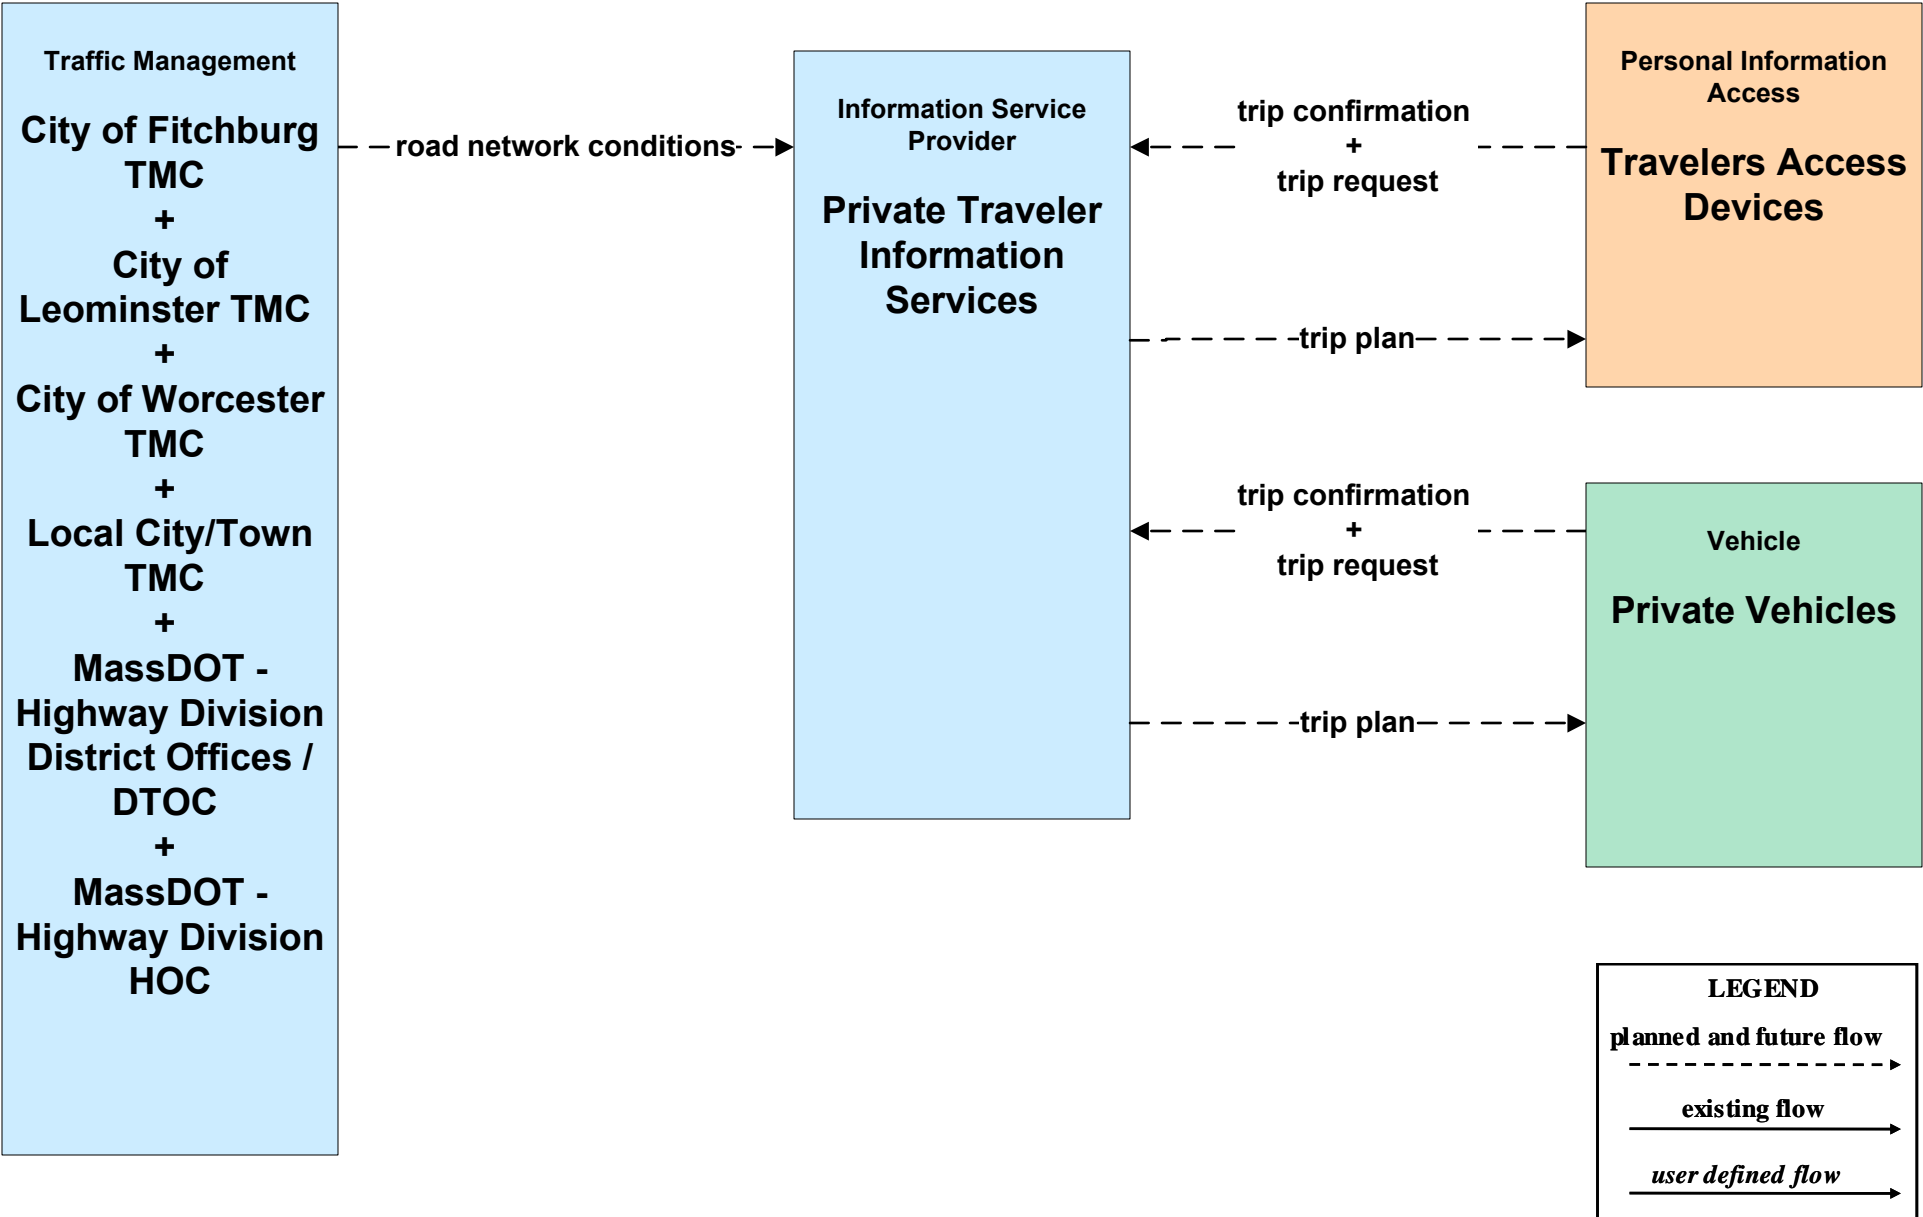 Traffic Management
City of Fitchburg
TMC
+
City of
Leominster TMC
+
City of Worcester
TMC
+
Local City/Town
TMC
+
MassDOT -
Highway Division
District Offices /
DTOC
+
MassDOT -
Highway Division
HOC
road network conditions
Information Service
Provider
Private Traveler
Information
Services
trip confirmation
+
trip request
trip plan
trip confirmation
+
trip request
trip plan
Personal Information
Access
Travelers Access
Devices
Vehicle
Private Vehicles
LEGEND
planned and future flow
existing flow
user defined flow